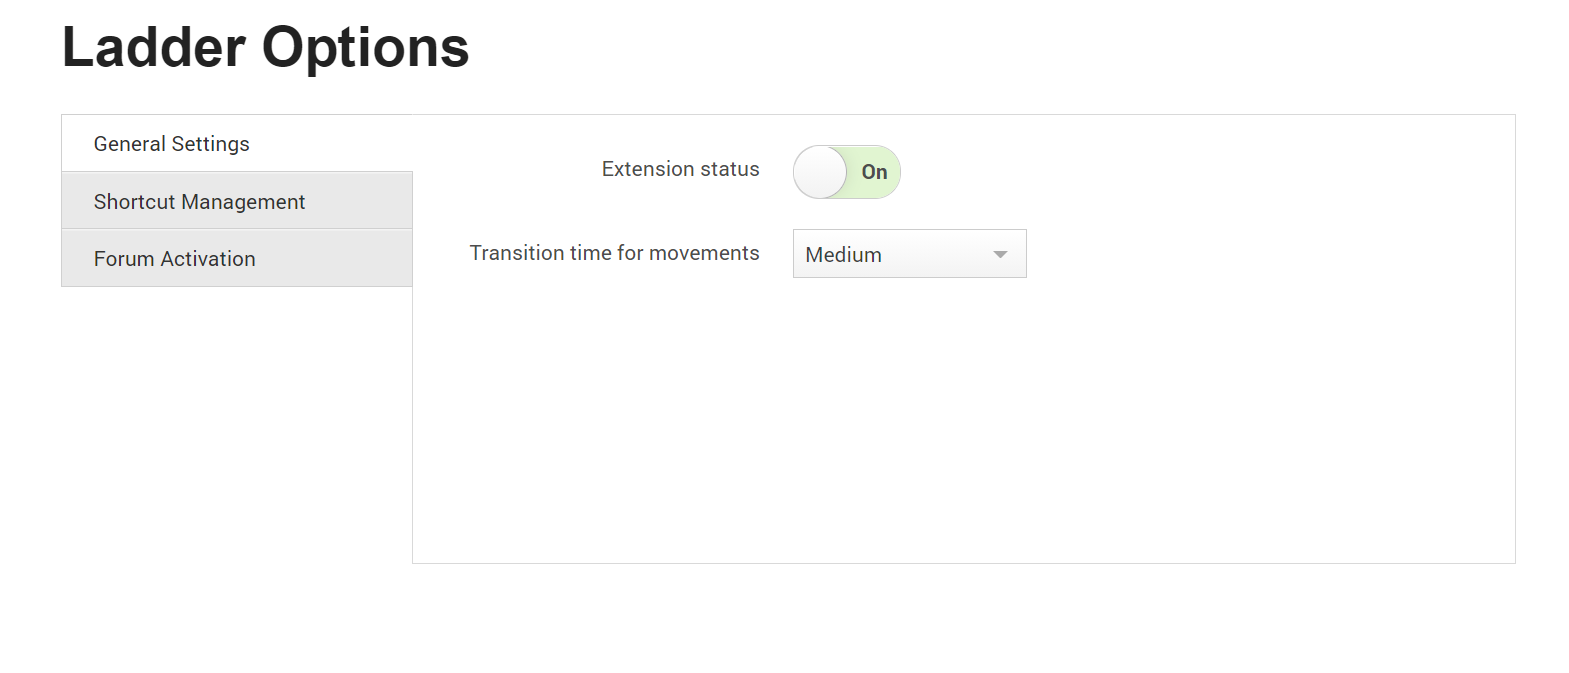 Ladder Options
General Settings
Shortcut Management
Forum Activation
Extension status
On
Transition time for movements
Medium